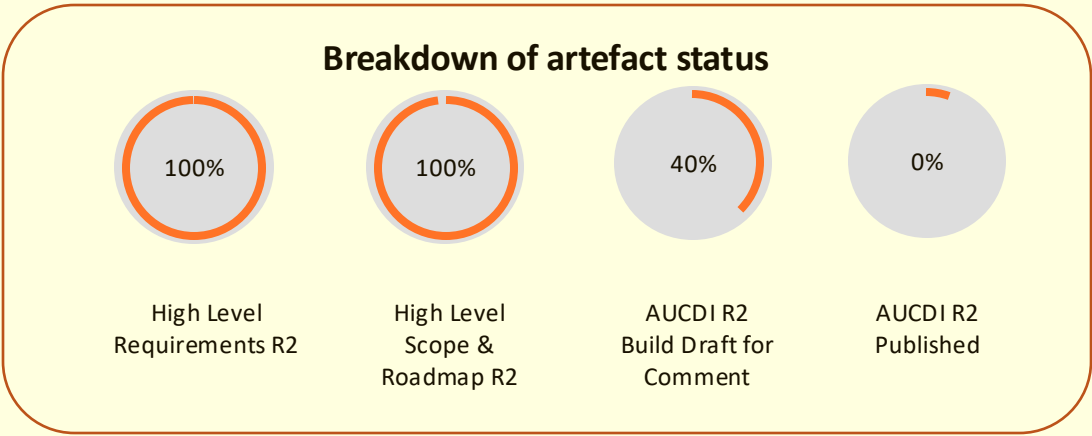 Breakdown of artefact status
100%
100%
40%
0%
High Level
Requirements R2
High Level
Scope &
Roadmap R2
AUCDI R2
Build Draft for
Comment
AUCDI R2
Published